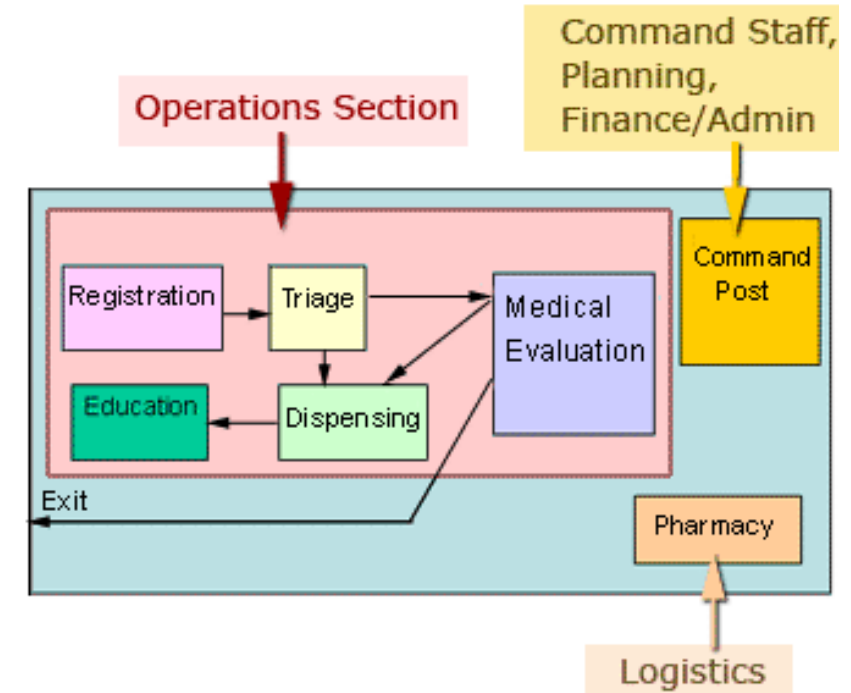 Command Staff,
Planning,
Finance/Admin
Operations Section
Command
Post
Registration
Triage
Medical
Evaluation
Education
Dispensing
Exit
Pharmacy
Logistics